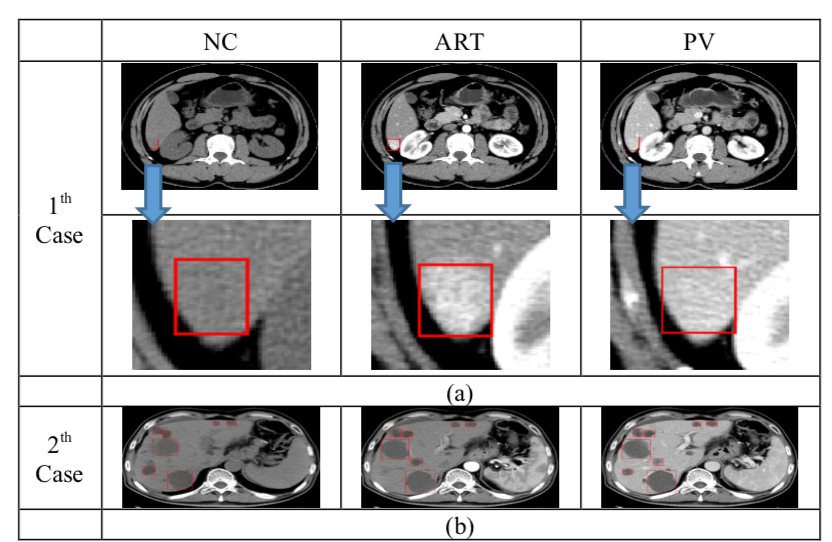 NC ART PV
1th
Case
(a)
2th
Case
(b)